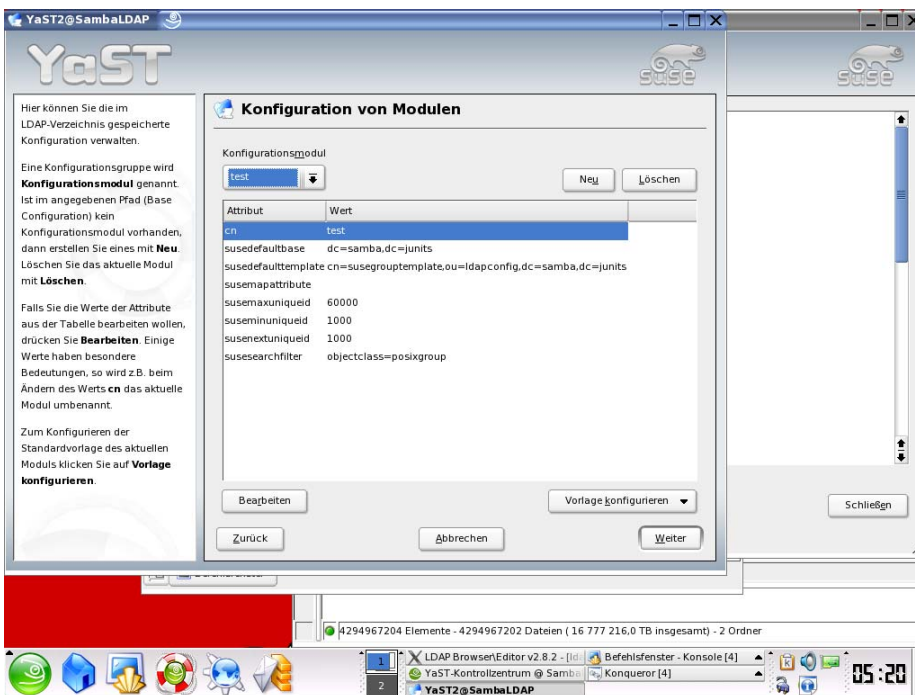 YaST2@SambaLDAP
YaST
SUSE
SUSE
Hier können Sie die im
LDAP-Verzeichnis gespeicherte
Konfiguration verwalten.
Eine Konfigurationsgruppe wird
Konfigurationsmodul genannt.
Ist im angegebenen Pfad (Base
Configuration) kein
Konfigurationsmodul vorhanden,
dann erstellen Sie eines mit Neu.
Löschen Sie das aktuelle Modul
mit Löschen.
Falls Sie die Werte der Attribute
aus der Tabelle bearbeiten wollen,
drücken Sie Bearbeiten. Einige
Werte haben besondere
Bedeutungen, so wird z.B. beim
Ändern des Werts cn das aktuelle
Modul umbenannt.
Zum Konfigurieren der
Standardvorlage des aktuellen
Moduls klicken Sie auf Vorlage
konfigurieren.
Konfiguration von Modulen
Konfigurationsmodul
test
Neu Löschen
Attribut Wert
cn test
susedefaultbase dc=samba,dc=junits
susedefaulttemplate cn=susegrouptemplate,ou=ldapconfig,dc=samba,dc=junits
susemapattribute
susemaxuniqueid 60000
suseminuniqueid 1000
susenextuniqueid 1000
susesearchfilter objectclass=posixgroup
Bearbeiten Vorlage konfigurieren
Zurück Abbrechen Weiter
Schließen
4294967204 Elemente - 4294967202 Dateien ( 16 777 216,0 TB insgesamt) - 2 Ordner
1
2
LDAP Browser\Editor v2.8.2 - [
YaST-Kontrollzentrum @ Samba
YaST2@SambaLDAP
Befehlsfenster - Konsole [4]
Konqueror [4]
05:20